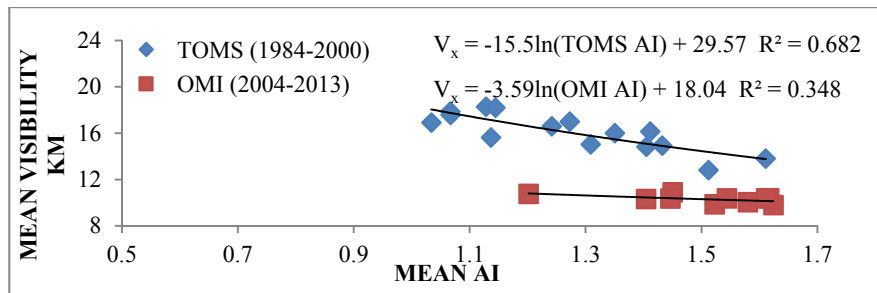 24
20
16
12
8
MEAN VISIBILITY
KM
TOMS (1984-2000)
OMI (2004-2013)
Vx = -15.5ln(TOMS AI) + 29.57 R² = 0.682
Vx = -3.59ln(OMI AI) + 18.04 R² = 0.348
0.5 0.7 0.9 1.1 1.3 1.5 1.7
MEAN AI